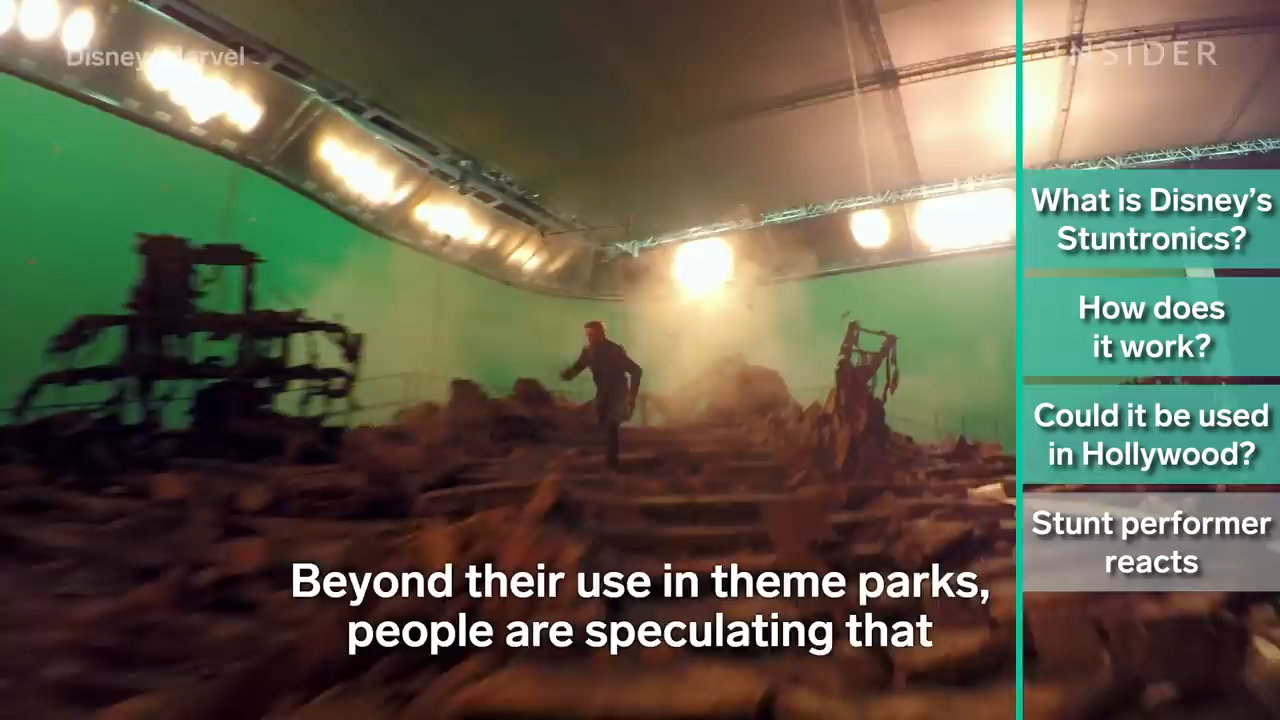 Disney/Marvel
INSIDER
What is Disney's
Stuntronics?
How does
it work?
Could it be used
in Hollywood?
Stunt performer
reacts
Beyond their use in theme parks,
people are speculating that